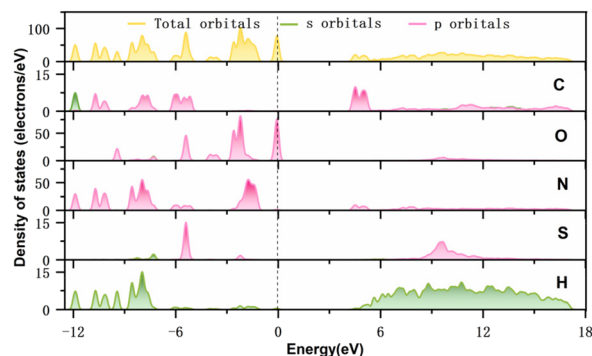 Total orbitals s orbitals p orbitals
100
50
0
15
C
0
50
O
0
50
N
0
15
S
0
15
H
0
-12 -6 0 6 12 18
Energy(eV)
Density of states (electrons/eV)